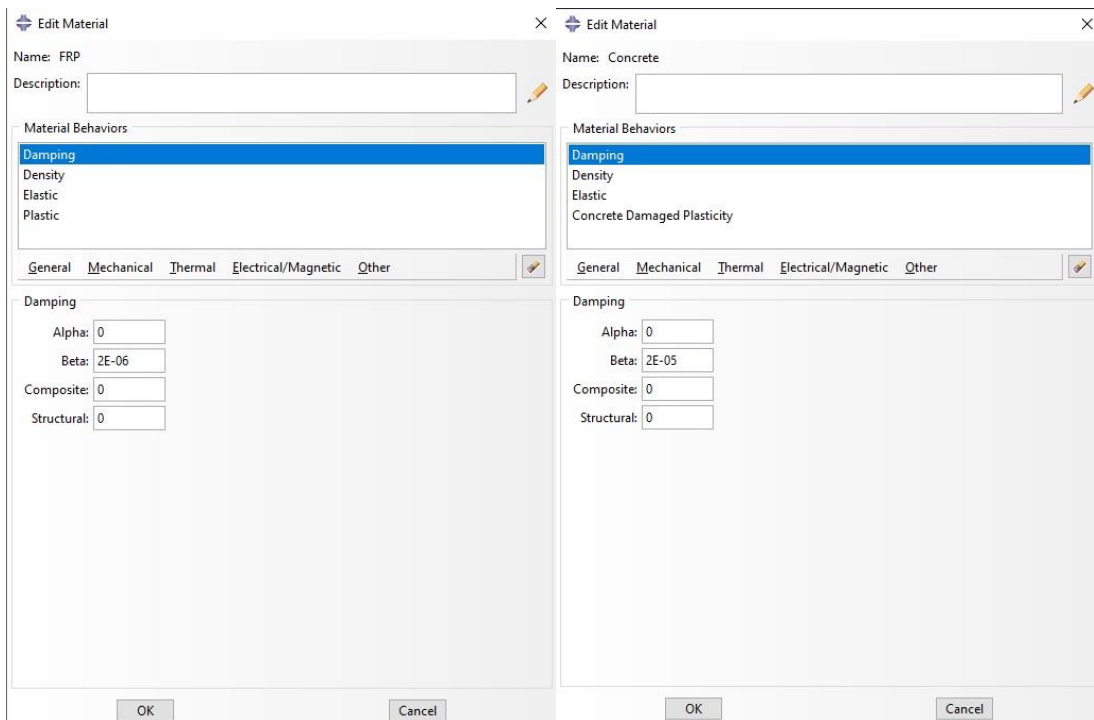 Edit Material
Name: FRP
Description:
Material Behaviors
Damping
Density
Elastic
Plastic
General Mechanical Thermal Electrical/Magnetic Other
Damping
Alpha: 0
Beta: 2E-06
Composite: 0
Structural: 0
OK Cancel
Edit Material
Name: Concrete
Description:
Material Behaviors
Damping
Density
Elastic
Concrete Damaged Plasticity
General Mechanical Thermal Electrical/Magnetic Other
Damping
Alpha: 0
Beta: 2E-05
Composite: 0
Structural: 0
OK Cancel